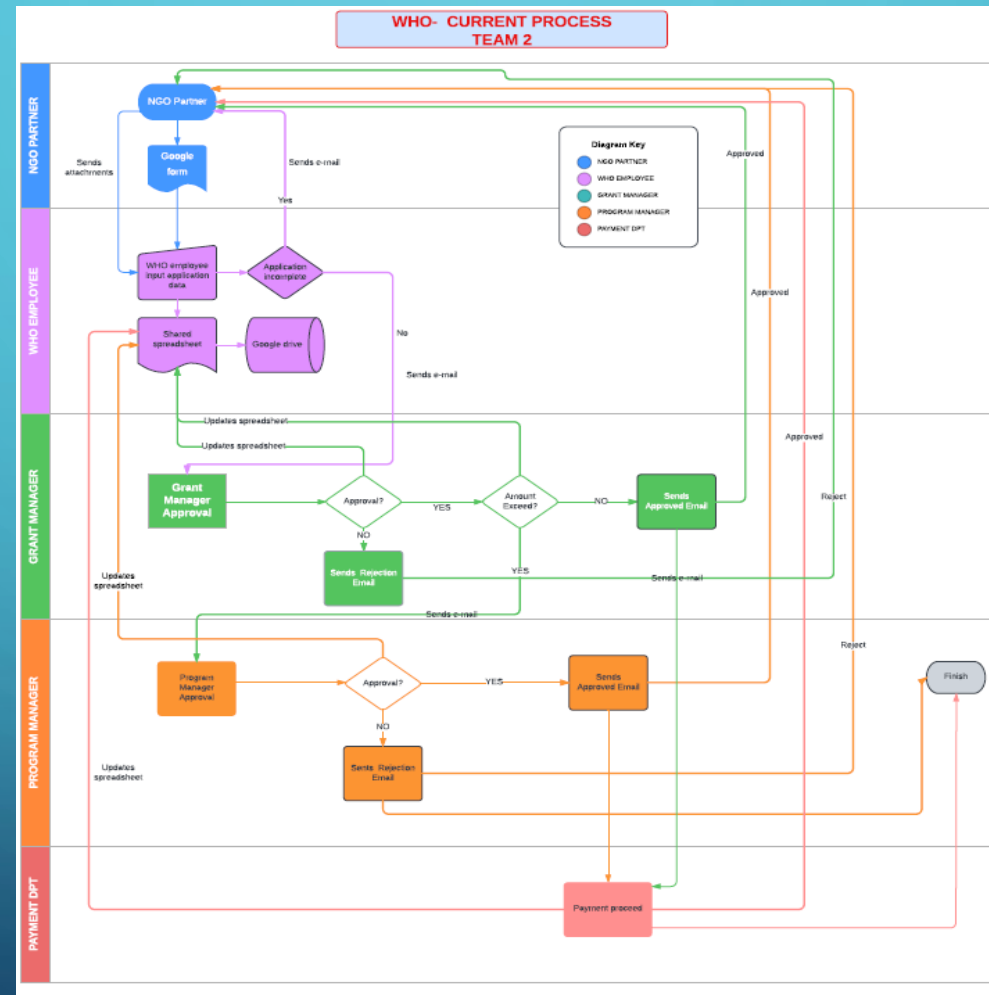 WHO- CURRENT PROCESS
TEAM 2
NGO PARTNER
NGO Partner
Google
form
Sends
attachments
Sends e-mail
Yes
Diagram Key
NGO PARTNER
WHO EMPLOYEE
GRANT MANAGER
PROGRAM MANAGER
PAYMENT DPT
Approved
WHO EMPLOYEE
WHO employee
input application
data
Application
incomplete
Approved
Shared
spreadsheet
Google drive
No
Sends e-mail
GRANT MANAGER
Updates spreadsheet
Updates spreadsheet
Approved
Grant
Manager
Approval
Approval?
YES
Amount
Exceed?
NO
Sends
Approved Email
Reject
NO
Sends Rejection
Email
YES
Sends e-mail
Updates
spreadsheet
Sends e-mail
PROGRAM MANAGER
Reject
Program
Manager
Approval
Approval?
YES
Sends
Approved Email
Finish
NO
Sents Rejection
Email
Updates
spreadsheet
PAYMENT DPT
Payment proceed